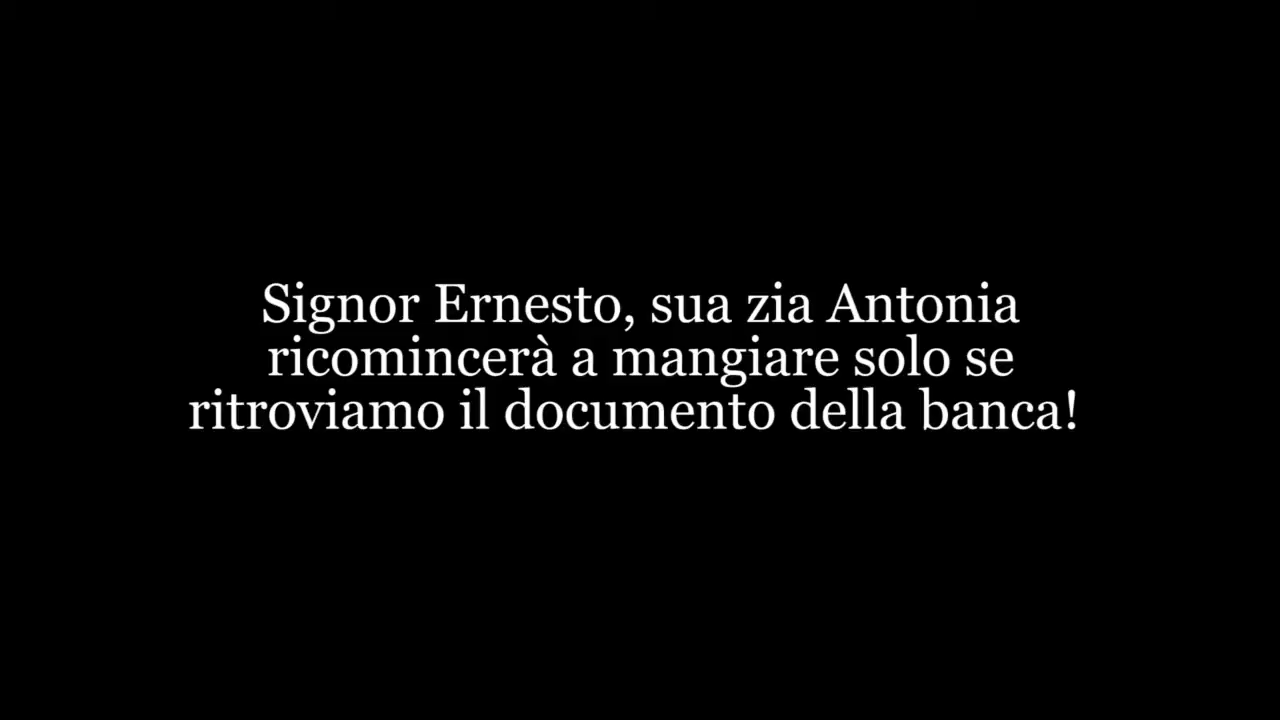 Signor Ernesto, sua zia Antonia
ricomincerà a mangiare solo se
ritroviamo il documento della banca!